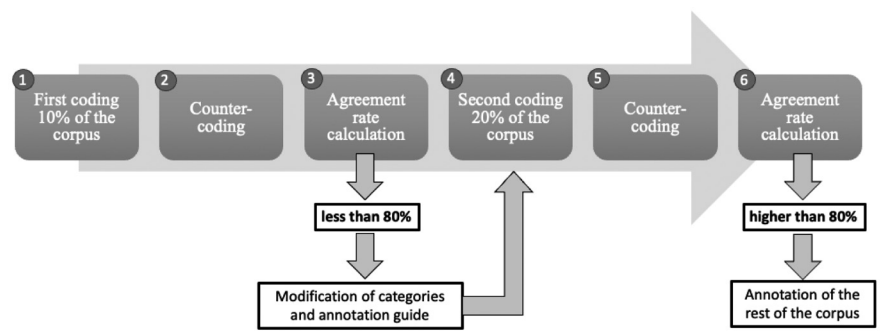 1
First coding
10% of the
corpus
2
Counter-
coding
3
Agreement
rate
calculation
4
Second coding
20% of the
corpus
5
Counter-
coding
6
Agreement
rate
calculation
less than 80%
Modification of categories
and annotation guide
higher than 80%
Annotation of the
rest of the corpus